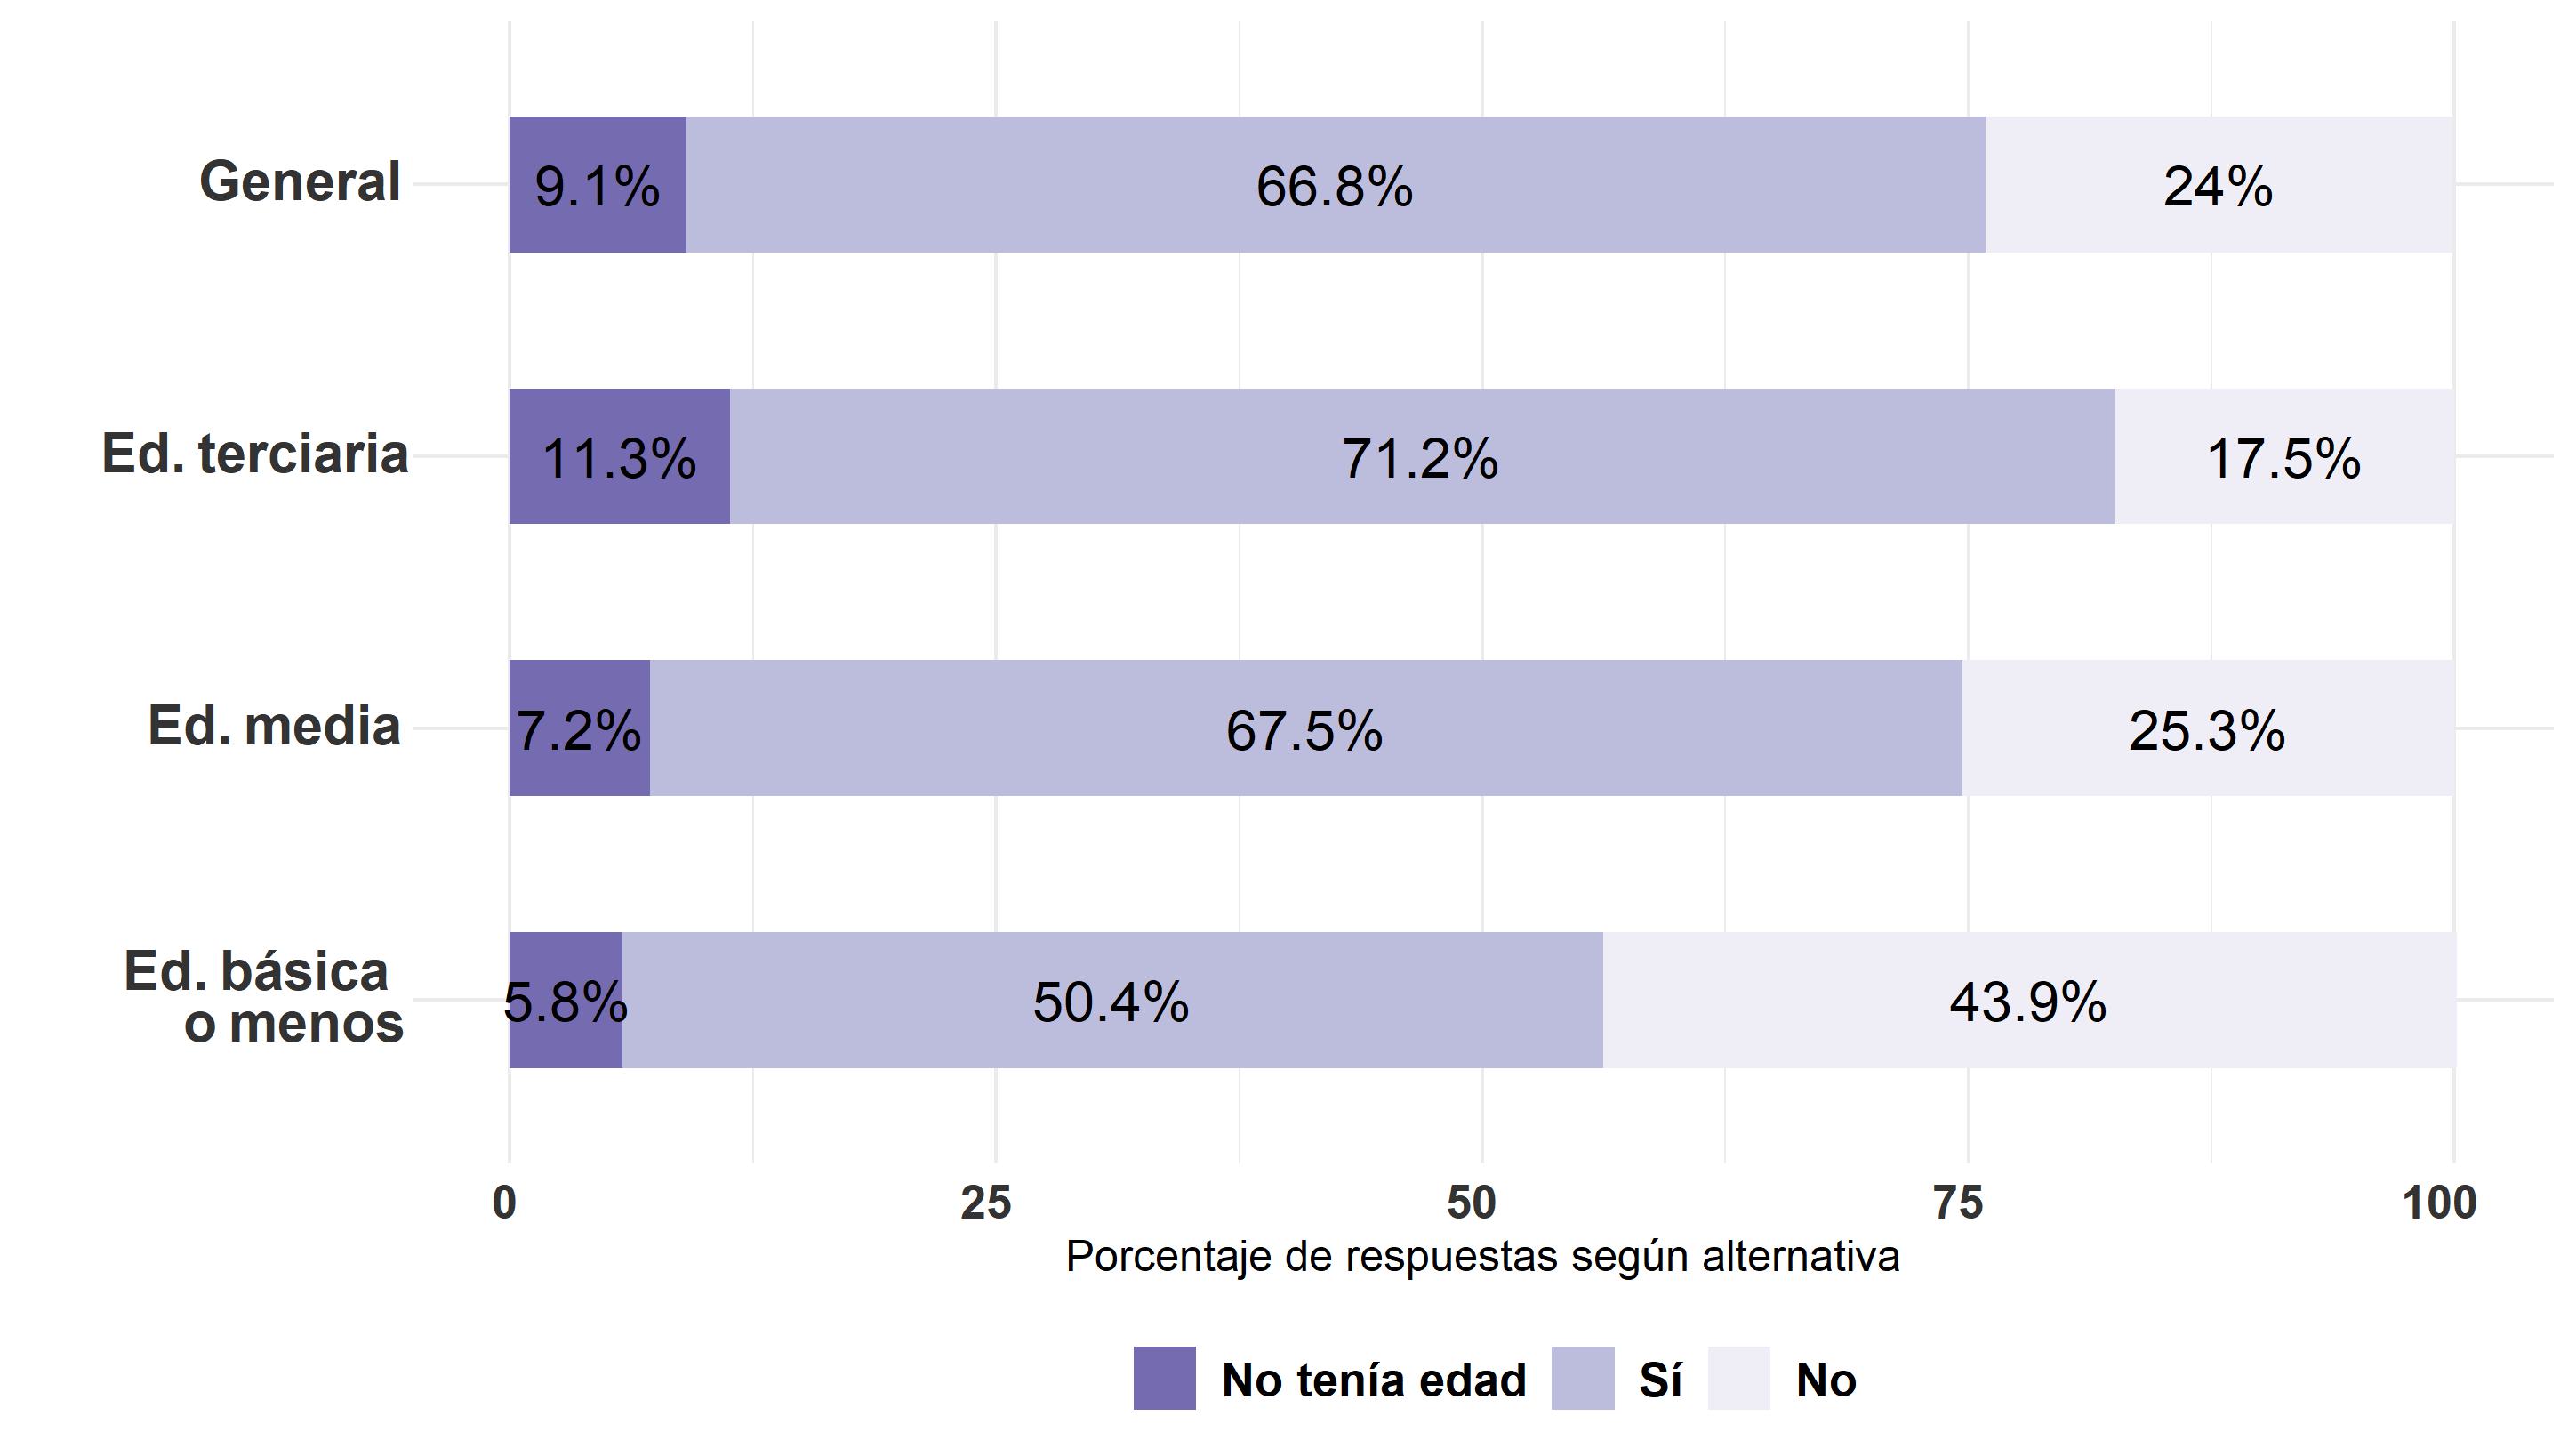 General 9.1% 66.8% 24%
Ed. terciaria 11.3% 71.2% 17.5%
Ed. media 7.2% 67.5% 25.3%
Ed. básica
o menos
5.8% 50.4% 43.9%
0 25 50 75 100
Porcentaje de respuestas según alternativa
No tenía edad Sí No